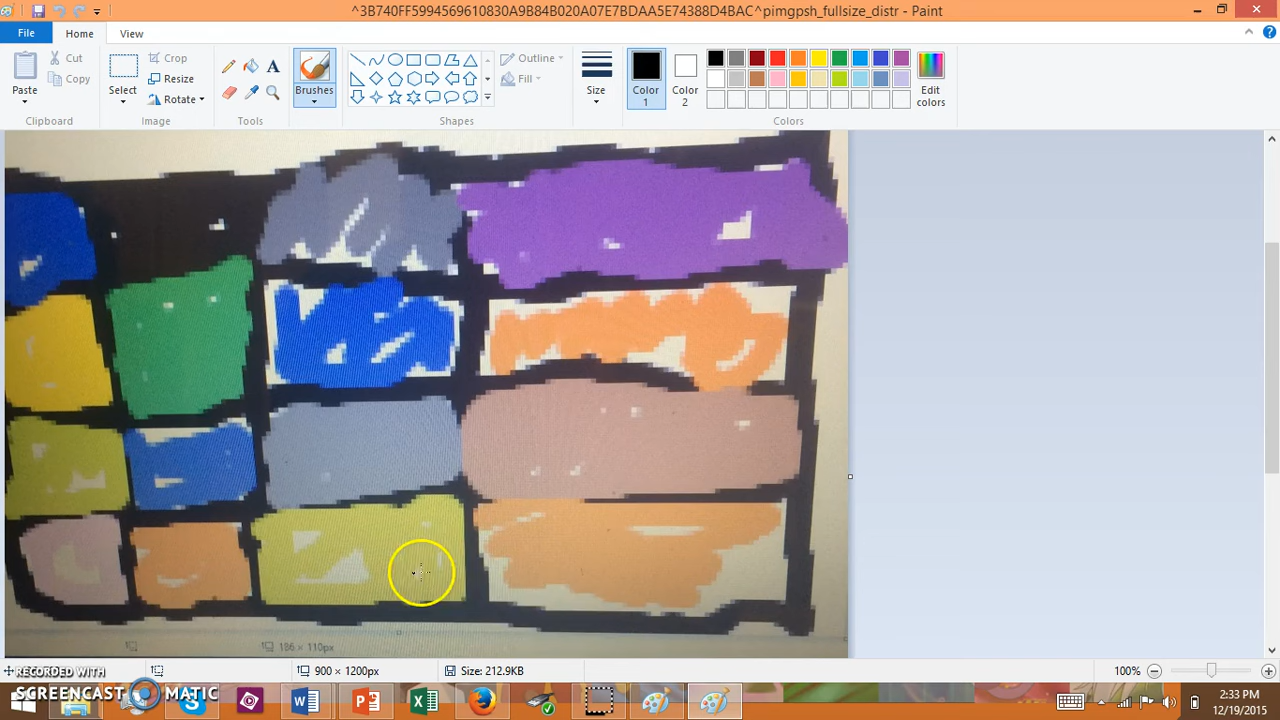 ^3B740FF5994569610830A9B84B020A07E7BDAA5E74388D4BAC^pimgpsh_fullsize_distr - Paint
File
Home
View
Paste
Cut
Copy
Clipboard
Select
Crop
Resize
Rotate
Image
A
Tools
Brushes
Outline
Fill
Shapes
Size
Color 1
Color 2
Edit colors
Colors
186 × 110px
900 × 1200px
Size: 212.9KB
100%
RECORDED WITH
SCREENCAST MATIC
2:33 PM
12/19/2015